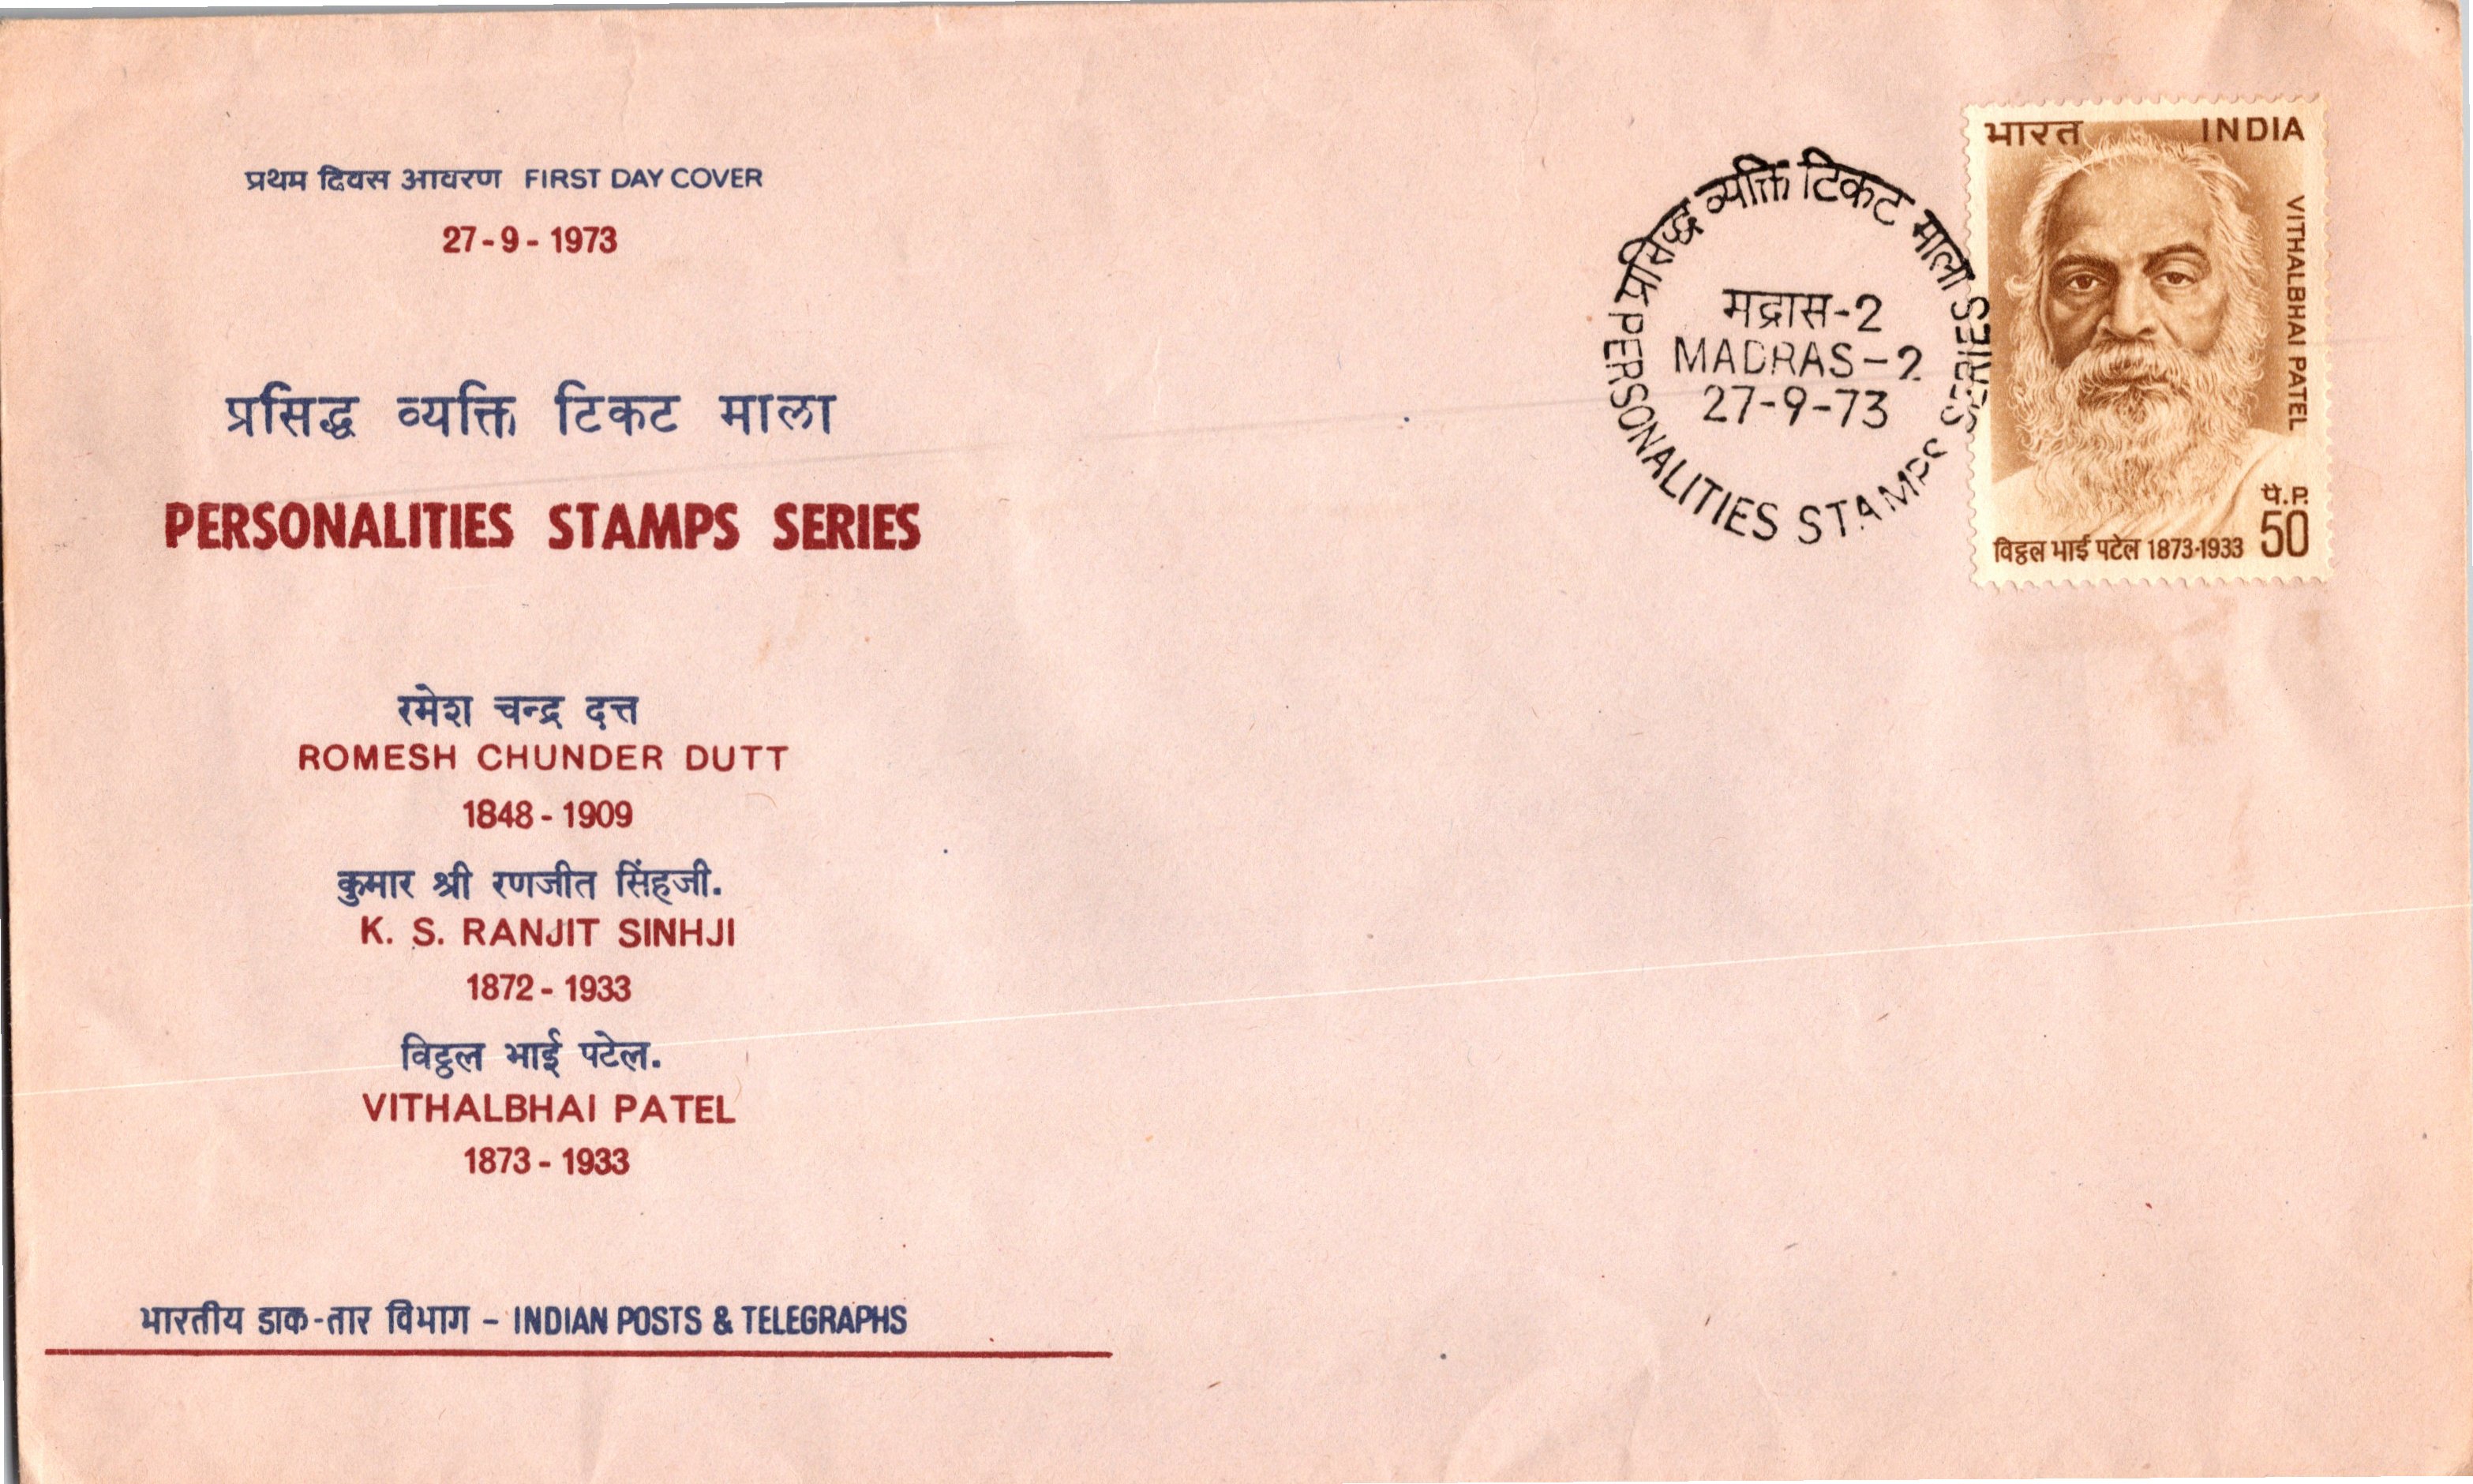 प्रथम दिवस आवरण FIRST DAY COVER
27-9-1973
प्रसिद्ध व्यक्ति टिकट माला
PERSONALITIES STAMPS SERIES
रमेश चन्द्र दत्त
ROMESH CHUNDER DUTT
1848-1909
कुमार श्री रणजीत सिंहजी.
K. S. RANJIT SINHJI
1872-1933
विट्ठल भाई पटेल.
VITHALBHAI PATEL
1873-1933
भारतीय डाक-तार विभाग - INDIAN POSTS & TELEGRAPHS
प्रसिद्ध व्यक्ति टिकट माला
मद्रास-2
MADRAS-2
27-9-73
PERSONALITIES STAMPS SERIES
भारत INDIA
VITHALBHAI PATEL
पै.P.
50
विट्ठल भाई पटेल 1873-1933